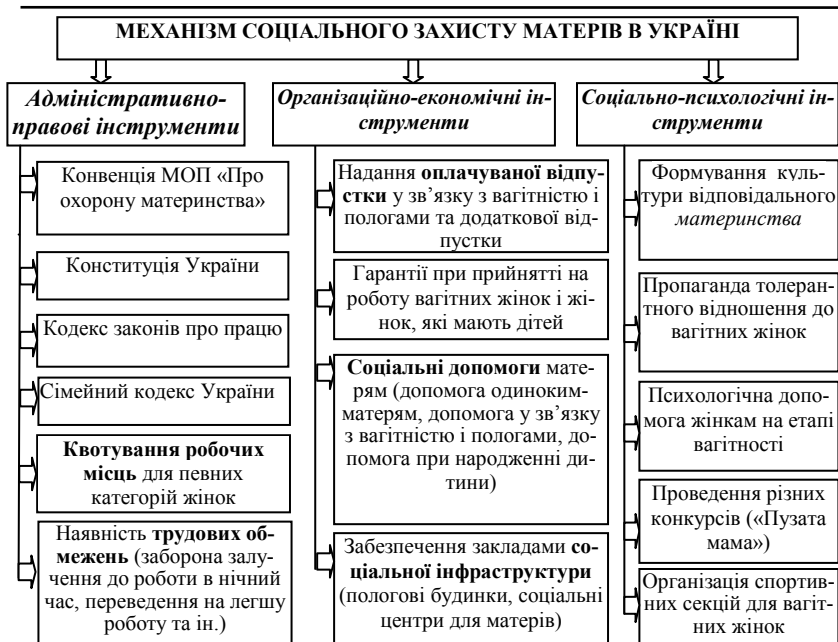 МЕХАНІЗМ СОЦІАЛЬНОГО ЗАХИСТУ МАТЕРІВ В УКРАЇНІ
Адміністративно-
правові інструменти
Конвенція МОП «Про
охорону материнства»
Конституція України
Кодекс законів про працю
Сімейний кодекс України
Квотування робочих
місць для певних
категорій жінок
Наявність трудових об-
межень (заборона залу-
чення до роботи в нічний
час, переведення на легшу
роботу та ін.)
Організаційно-економічні ін-
струменти
Надання оплачуваної відпу-
стки у зв’язку з вагітністю і
пологами та додаткової від-
пустки
Гарантії при прийнятті на
роботу вагітних жінок і жі-
нок, які мають дітей
Соціальні допомоги мате-
рям (допомога одиноким-
матерям, допомога у зв’язку
з вагітністю і пологами, до-
помога при народженні ди-
тини)
Забезпечення закладами со-
ціальної інфраструктури
(пологові будинки, соціальні
центри для матерів)
Соціально-психологічні ін-
струменти
Формування куль-
тури відповідального
материнства
Пропаганда толеран-
тного відношення до
вагітних жінок
Психологічна допо-
мога жінкам на етапі
вагітності
Проведення різних
конкурсів («Пузата
мама»)
Організація спортив-
них секцій для вагіт-
них жінок